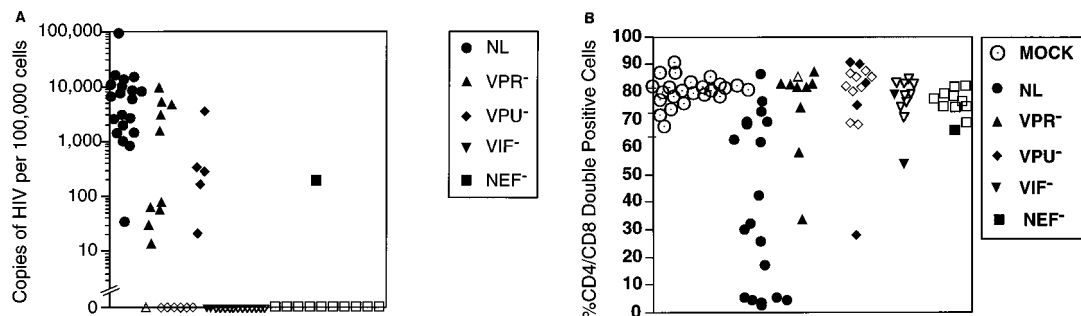 A
Copies of HIV per 100,000 cells
100,000
10,000
1,000
100
10
0
NL
VPR-
VPU-
VIF-
NEF-
B
%CD4/CD8 Double Positive Cells
100
90
80
70
60
50
40
30
20
10
0
MOCK
NL
VPR-
VPU-
VIF-
NEF-